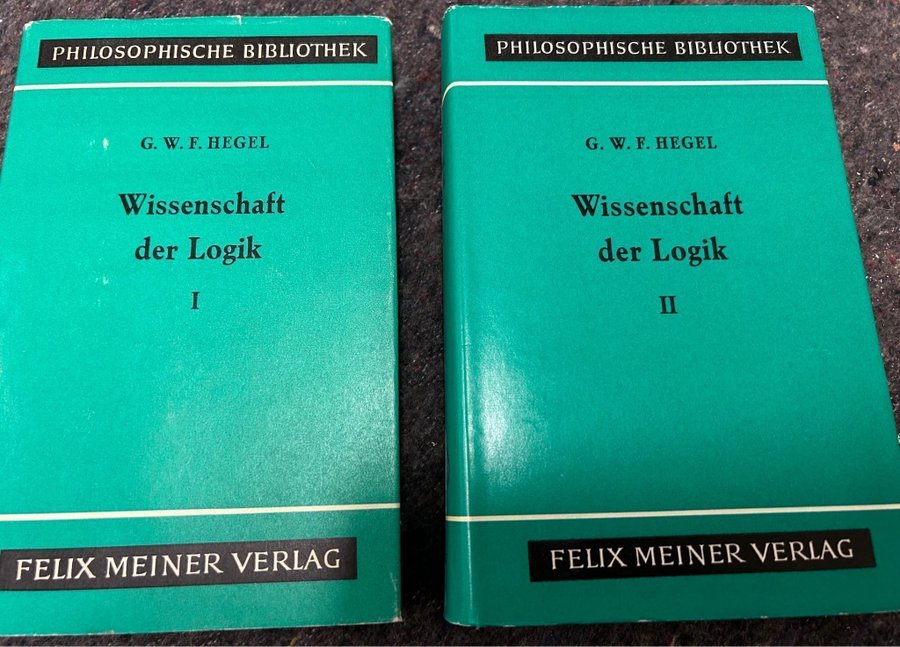 PHILOSOPHISCHE BIBLIOTHEK
G. W. F. HEGEL
Wissenschaft
der Logik
I
FELIX MEINER VERLAG
PHILOSOPHISCHE BIBLIOTHEK
G. W. F. HEGEL
Wissenschaft
der Logik
II
FELIX MEINER VERLAG